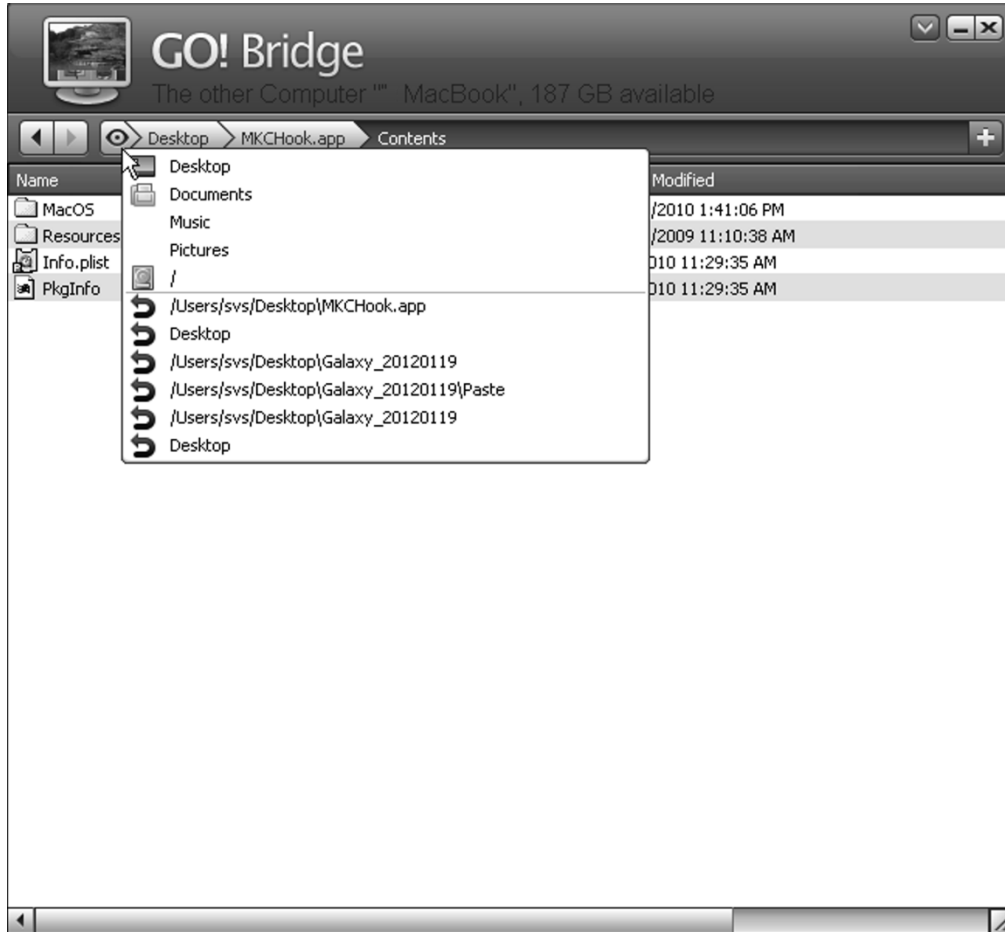 GO! Bridge
The other Computer "" MacBook", 187 GB available
Desktop MKCHook.app Contents
Name Modified
Desktop
Documents
Music
Pictures
/
/Users/svs/Desktop\MKCHook.app
Desktop
/Users/svs/Desktop\Galaxy_20120119
/Users/svs/Desktop\Galaxy_20120119\Paste
/Users/svs/Desktop\Galaxy_20120119
Desktop
MacOS /2010 1:41:06 PM
Resources /2009 11:10:38 AM
Info.plist 010 11:29:35 AM
PkgInfo 010 11:29:35 AM